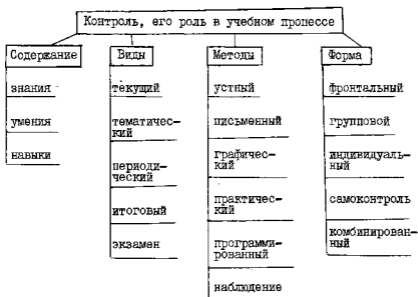 Контроль, его роль в учебном процессе
Содержание
знания
умения
навыки
Виды
текущий
тематичес-
кий
периоди-
ческий
итоговый
экзамен
Методы
устный
письменный
графичес-
кий
практичес-
кий
программи-
рованный
наблюдение
Форма
фронтальный
групповой
индивидуаль-
ный
самоконтроль
комбинирован-
ный